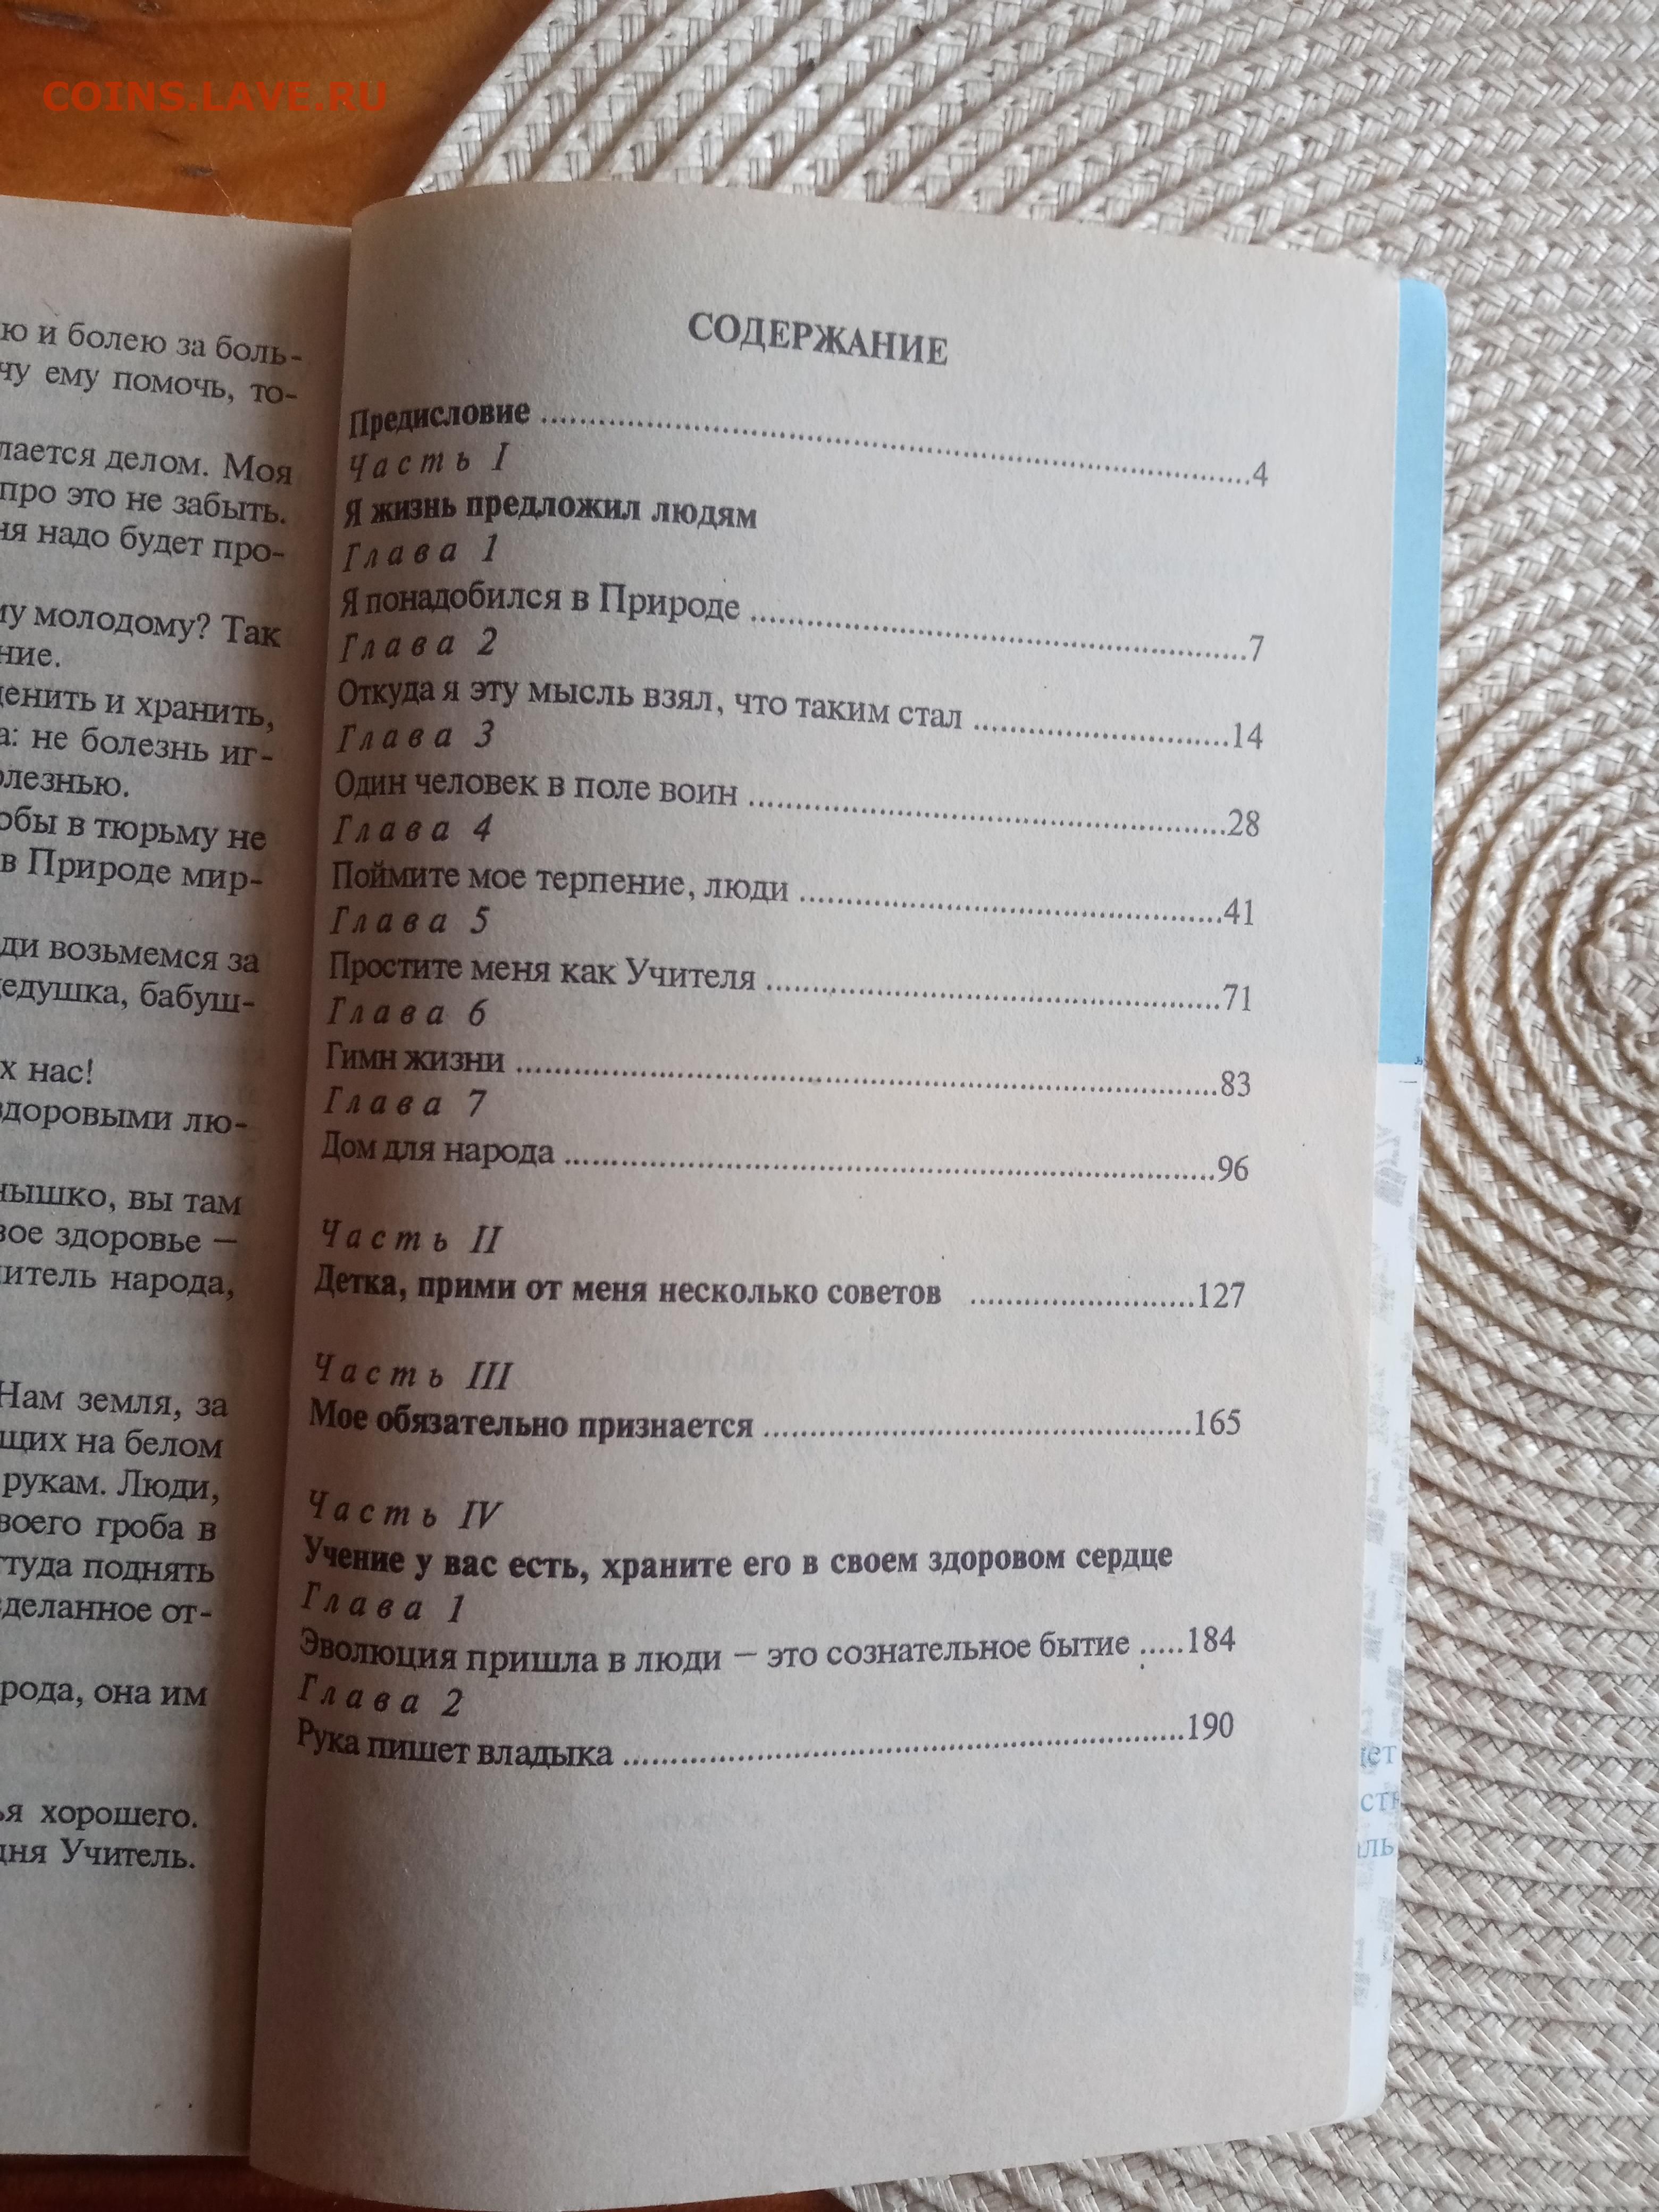 COINS.LAVE.RU
ю и болею за боль-
чу ему помочь, то-
лается делом. Моя
про это не забыть.
ня надо будет про-
му молодому? Так
ние.
ценить и хранить,
а: не болезнь иг-
олезнью.
обы в тюрьму не
в Природе мир-
ди возьмемся за
дедушка, бабуш-
х нас!
здоровыми лю-
нышко, вы там
вое здоровье —
итель народа,
Нам земля, за
щих на белом
рукам. Люди,
воего гроба в
ттуда поднять
деланное от-
рода, она им
ья хорошего.
дня Учитель.
СОДЕРЖАНИЕ
Предисловие ........................4
Часть I
Я жизнь предложил людям
Глава 1
Я понадобился в Природе ........................7
Глава 2
Откуда я эту мысль взял, что таким стал ........................14
Глава 3
Один человек в поле воин ........................28
Глава 4
Поймите мое терпение, люди ........................41
Глава 5
Простите меня как Учителя ........................71
Глава 6
Гимн жизни ........................83
Глава 7
Дом для народа ........................96
Часть II
Детка, прими от меня несколько советов ........................127
Часть III
Мое обязательно признается ........................165
Часть IV
Учение у вас есть, храните его в своем здоровом сердце
Глава 1
Эволюция пришла в люди — это сознательное бытие .....184
Глава 2
Рука пишет владыка ........................190
ет
сть
ль